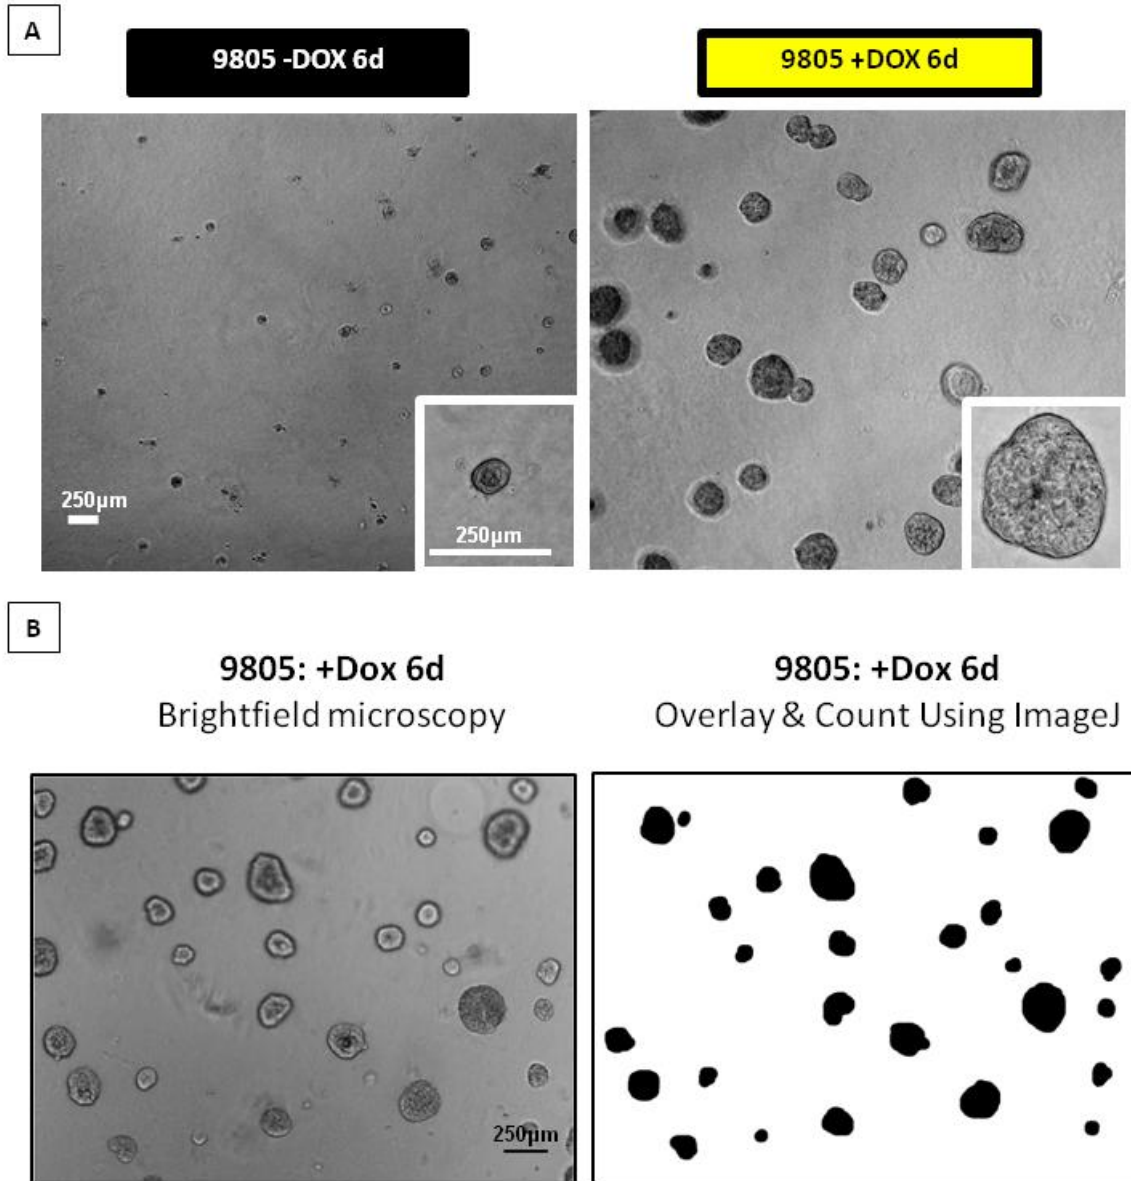 A
9805 -DOX 6d
9805 +DOX 6d
250µm
250µm
B
9805: +Dox 6d
Brightfield microscopy
9805: +Dox 6d
Overlay & Count Using ImageJ
250µm